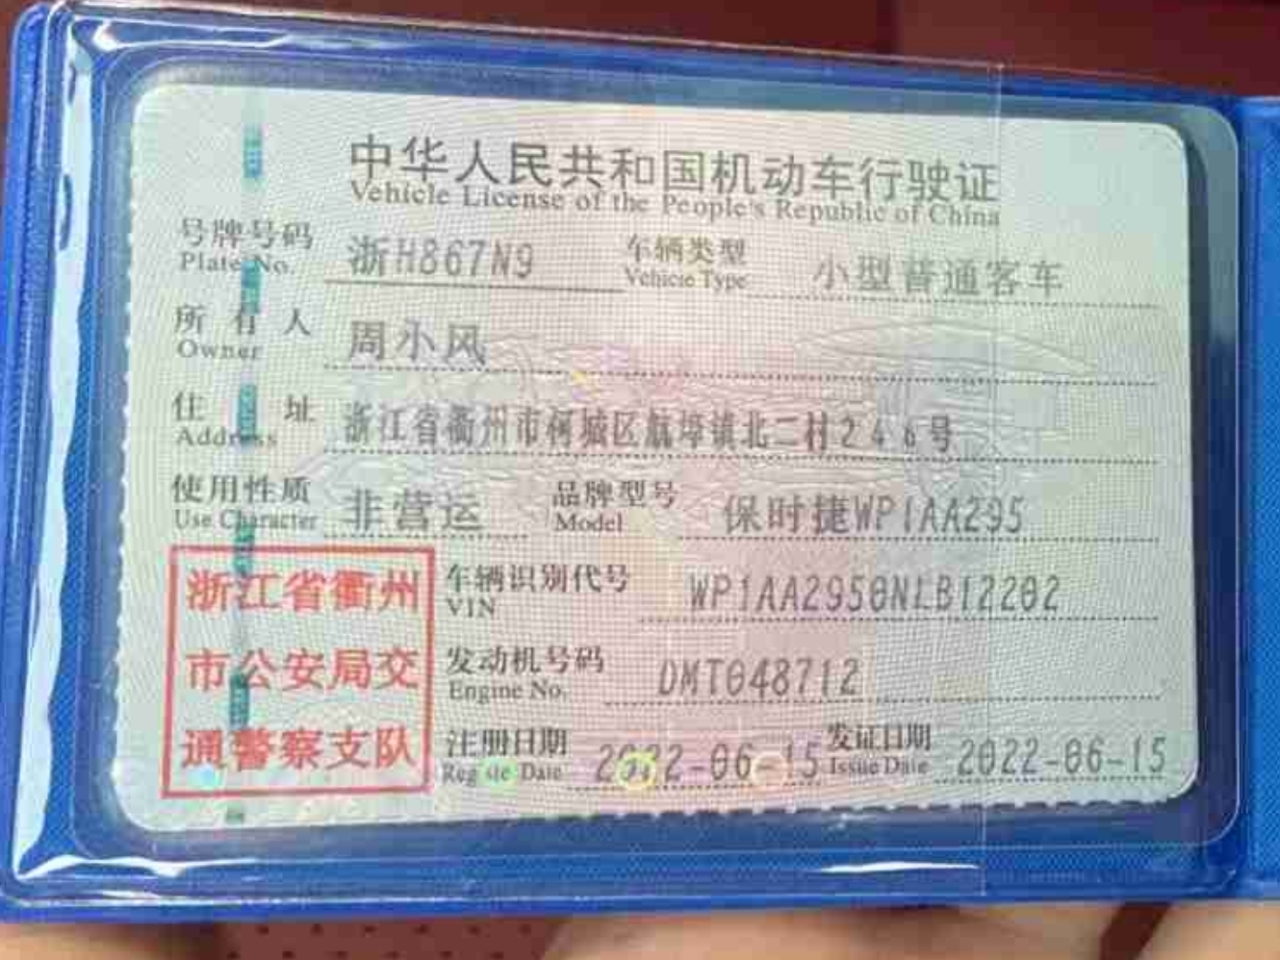 中华人民共和国机动车行驶证
Vehicle License of the People's Republic of China
号牌号码 浙H867N9 车辆类型 小型普通客车
Plate No. Vehicle Type
所有人 周小风
Owner
住址 浙江省衢州市柯城区航埠镇北二村246号
Address
使用性质 非营运 品牌型号 保时捷WP1AA295
Use Character Model
浙江省衢州
市公安局交
通警察支队
车辆识别代号 WP1AA2950NLB12202
VIN
发动机号码 DMT048712
Engine No.
注册日期 2022-06-15 发证日期 2022-06-15
Register Date Issue Date